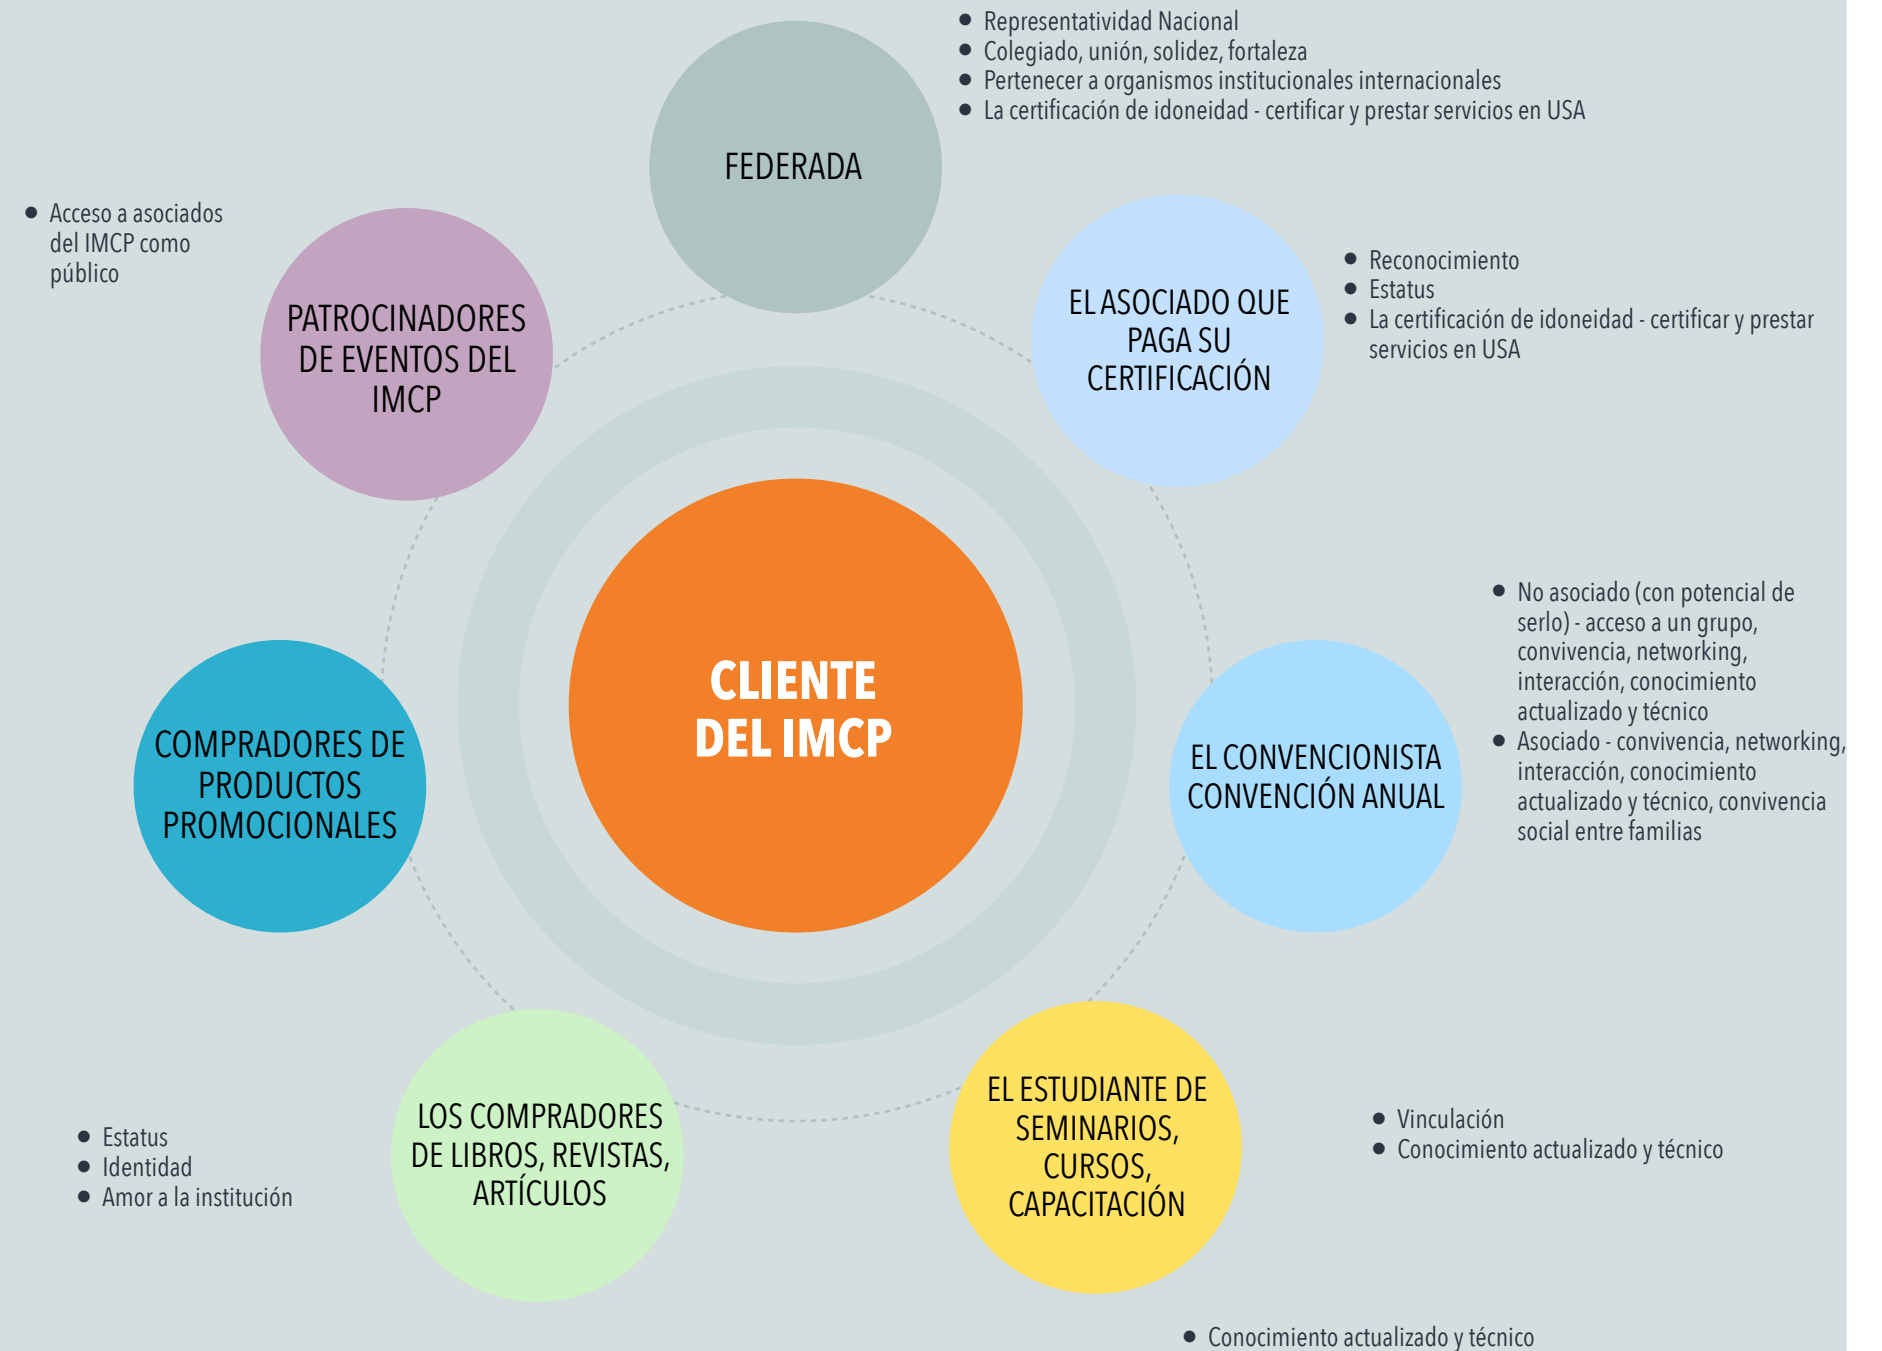 ● Representatividad Nacional
● Colegiado, unión, solidez, fortaleza
● Pertenecer a organismos institucionales internacionales
● La certificación de idoneidad - certificar y prestar servicios en USA
FEDERADA
● Acceso a asociados
del IMCP como
público
PATROCINADORES
DE EVENTOS DEL
IMCP
EL ASOCIADO QUE
PAGA SU
CERTIFICACIÓN
● Reconocimiento
● Estatus
● La certificación de idoneidad - certificar y prestar
servicios en USA
CLIENTE
DEL IMCP
● No asociado (con potencial de
serlo) - acceso a un grupo,
convivencia, networking,
interacción, conocimiento
actualizado y técnico
● Asociado - convivencia, networking,
interacción, conocimiento
actualizado y técnico, convivencia
social entre familias
COMPRADORES DE
PRODUCTOS
PROMOCIONALES
EL CONVENCIONISTA
CONVENCIÓN ANUAL
● Estatus
● Identidad
● Amor a la institución
LOS COMPRADORES
DE LIBROS, REVISTAS,
ARTÍCULOS
EL ESTUDIANTE DE
SEMINARIOS,
CURSOS,
CAPACITACIÓN
● Vinculación
● Conocimiento actualizado y técnico
● Conocimiento actualizado y técnico